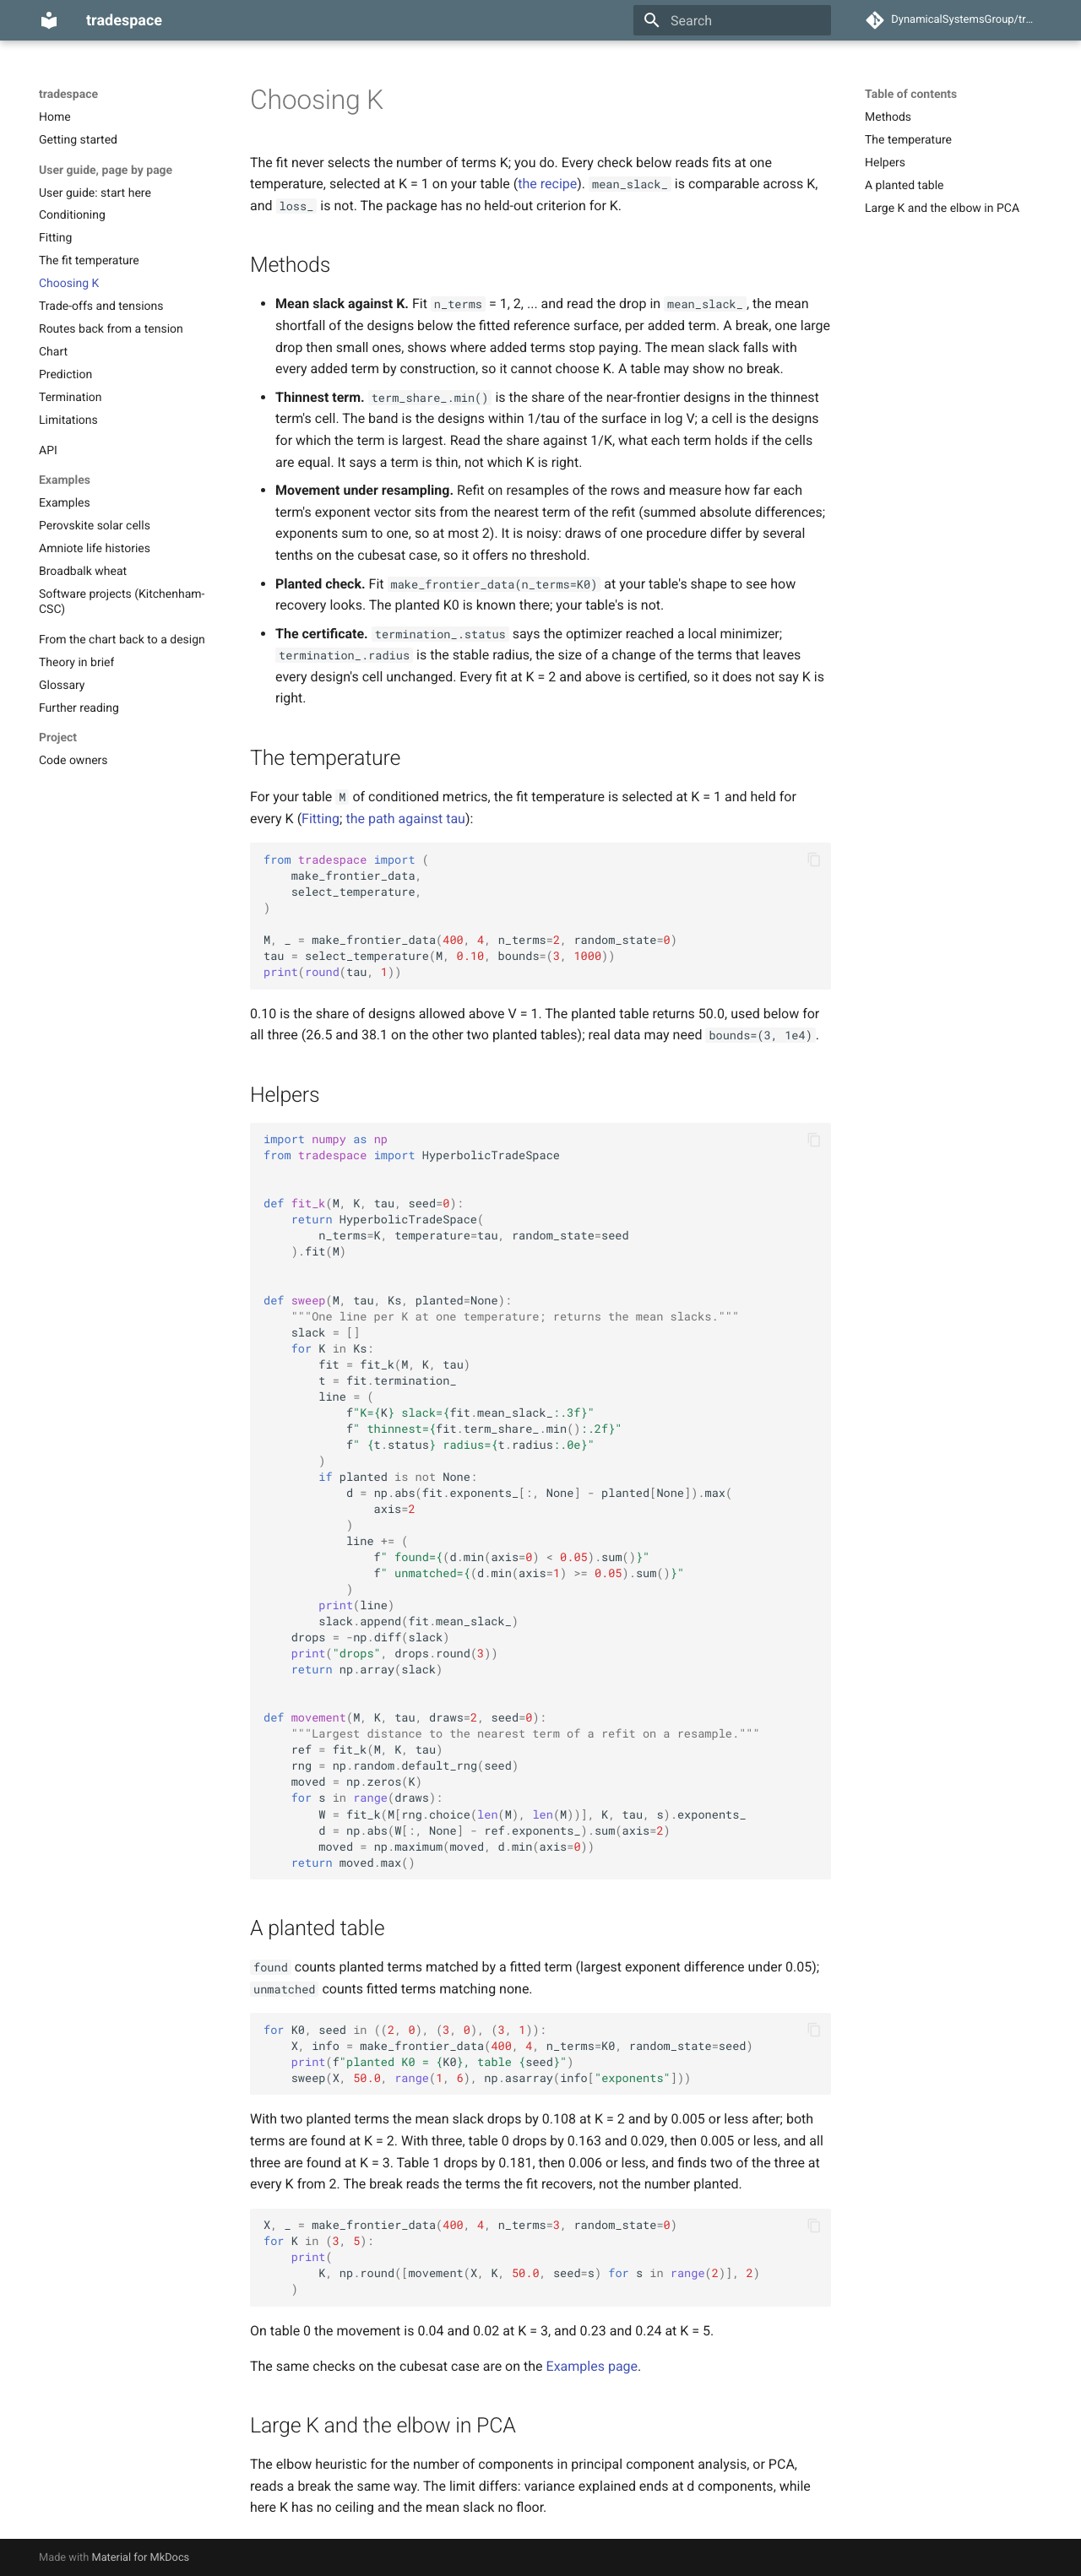 tradespace
Search
DynamicalSystemsGroup/tr...
tradespace
Home
Getting started
User guide, page by page
User guide: start here
Conditioning
Fitting
The fit temperature
Choosing K
Trade-offs and tensions
Routes back from a tension
Chart
Prediction
Termination
Limitations
API
Examples
Examples
Perovskite solar cells
Amniote life histories
Broadbalk wheat
Software projects (Kitchenham-
CSC)
From the chart back to a design
Theory in brief
Glossary
Further reading
Project
Code owners
Choosing K
The fit never selects the number of terms K; you do. Every check below reads fits at one
temperature, selected at K = 1 on your table (the recipe). mean_slack_ is comparable across K,
and loss_ is not. The package has no held-out criterion for K.
Methods
• Mean slack against K. Fit n_terms = 1, 2, ... and read the drop in mean_slack_, the mean
shortfall of the designs below the fitted reference surface, per added term. A break, one large
drop then small ones, shows where added terms stop paying. The mean slack falls with
every added term by construction, so it cannot choose K. A table may show no break.
• Thinnest term. term_share_.min() is the share of the near-frontier designs in the thinnest
term's cell. The band is the designs within 1/tau of the surface in log V; a cell is the designs
for which the term is largest. Read the share against 1/K, what each term holds if the cells
are equal. It says a term is thin, not which K is right.
• Movement under resampling. Refit on resamples of the rows and measure how far each
term's exponent vector sits from the nearest term of the refit (summed absolute differences;
exponents sum to one, so at most 2). It is noisy: draws of one procedure differ by several
tenths on the cubesat case, so it offers no threshold.
• Planted check. Fit make_frontier_data(n_terms=K0) at your table's shape to see how
recovery looks. The planted K0 is known there; your table's is not.
• The certificate. termination_.status says the optimizer reached a local minimizer;
termination_.radius is the stable radius, the size of a change of the terms that leaves
every design's cell unchanged. Every fit at K = 2 and above is certified, so it does not say K is
right.
The temperature
For your table M of conditioned metrics, the fit temperature is selected at K = 1 and held for
every K (Fitting; the path against tau):
from tradespace import (
    make_frontier_data,
    select_temperature,
)
M, _ = make_frontier_data(400, 4, n_terms=2, random_state=0)
tau = select_temperature(M, 0.10, bounds=(3, 1000))
print(round(tau, 1))
0.10 is the share of designs allowed above V = 1. The planted table returns 50.0, used below for
all three (26.5 and 38.1 on the other two planted tables); real data may need bounds=(3, 1e4).
Helpers
import numpy as np
from tradespace import HyperbolicTradeSpace
def fit_k(M, K, tau, seed=0):
    return HyperbolicTradeSpace(
        n_terms=K, temperature=tau, random_state=seed
    ).fit(M)
def sweep(M, tau, Ks, planted=None):
    """One line per K at one temperature; returns the mean slacks."""
    slack = []
    for K in Ks:
        fit = fit_k(M, K, tau)
        t = fit.termination_
        line = (
            f"K={K} slack={fit.mean_slack_:.3f}"
            f" thinnest={fit.term_share_.min():.2f}"
            f" {t.status} radius={t.radius:.0e}"
        )
        if planted is not None:
            d = np.abs(fit.exponents_[:, None] - planted[None]).max(
                axis=2
            )
            line += (
                f" found={(d.min(axis=0) < 0.05).sum()}"
                f" unmatched={(d.min(axis=1) >= 0.05).sum()}"
            )
        print(line)
        slack.append(fit.mean_slack_)
    drops = -np.diff(slack)
    print("drops", drops.round(3))
    return np.array(slack)
def movement(M, K, tau, draws=2, seed=0):
    """Largest distance to the nearest term of a refit on a resample."""
    ref = fit_k(M, K, tau)
    rng = np.random.default_rng(seed)
    moved = np.zeros(K)
    for s in range(draws):
        W = fit_k(M[rng.choice(len(M), len(M))], K, tau, s).exponents_
        d = np.abs(W[:, None] - ref.exponents_).sum(axis=2)
        moved = np.maximum(moved, d.min(axis=0))
    return moved.max()
A planted table
found counts planted terms matched by a fitted term (largest exponent difference under 0.05);
unmatched counts fitted terms matching none.
for K0, seed in ((2, 0), (3, 0), (3, 1)):
    X, info = make_frontier_data(400, 4, n_terms=K0, random_state=seed)
    print(f"planted K0 = {K0}, table {seed}")
    sweep(X, 50.0, range(1, 6), np.asarray(info["exponents"]))
With two planted terms the mean slack drops by 0.108 at K = 2 and by 0.005 or less after; both
terms are found at K = 2. With three, table 0 drops by 0.163 and 0.029, then 0.005 or less, and all
three are found at K = 3. Table 1 drops by 0.181, then 0.006 or less, and finds two of the three at
every K from 2. The break reads the terms the fit recovers, not the number planted.
X, _ = make_frontier_data(400, 4, n_terms=3, random_state=0)
for K in (3, 5):
    print(
        K, np.round([movement(X, K, 50.0, seed=s) for s in range(2)], 2)
    )
On table 0 the movement is 0.04 and 0.02 at K = 3, and 0.23 and 0.24 at K = 5.
The same checks on the cubesat case are on the Examples page.
Large K and the elbow in PCA
The elbow heuristic for the number of components in principal component analysis, or PCA,
reads a break the same way. The limit differs: variance explained ends at d components, while
here K has no ceiling and the mean slack no floor.
Table of contents
Methods
The temperature
Helpers
A planted table
Large K and the elbow in PCA
Made with Material for MkDocs